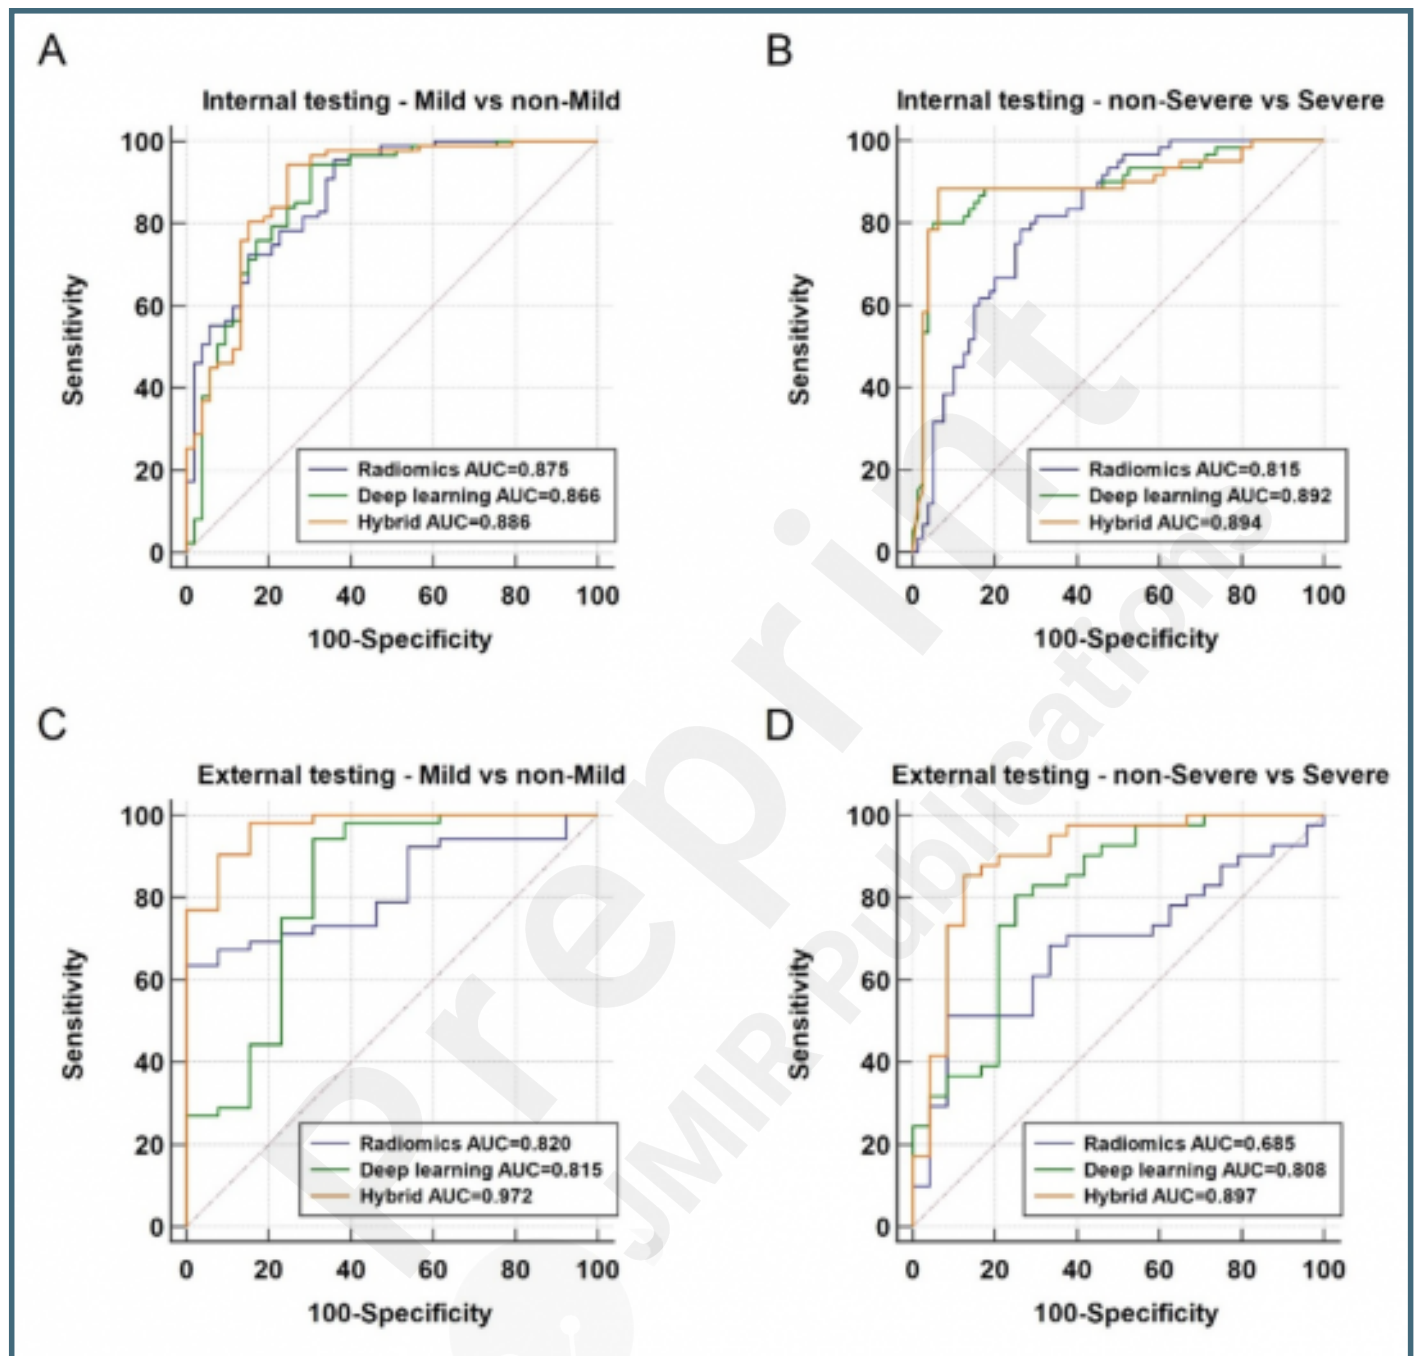 A
Internal testing - Mild vs non-Mild
100
80
60
40
20
0
Sensitivity
Radiomics AUC=0.875
Deep learning AUC=0.866
Hybrid AUC=0.886
0 20 40 60 80 100
100-Specificity
B
Internal testing - non-Severe vs Severe
100
80
60
40
20
0
Sensitivity
Radiomics AUC=0.815
Deep learning AUC=0.892
Hybrid AUC=0.894
0 20 40 60 80 100
100-Specificity
C
External testing - Mild vs non-Mild
100
80
60
40
20
0
Sensitivity
Radiomics AUC=0.820
Deep learning AUC=0.815
Hybrid AUC=0.972
0 20 40 60 80 100
100-Specificity
D
External testing - non-Severe vs Severe
100
80
60
40
20
0
Sensitivity
Radiomics AUC=0.685
Deep learning AUC=0.808
Hybrid AUC=0.897
0 20 40 60 80 100
100-Specificity
Preprint
JMIR Publications